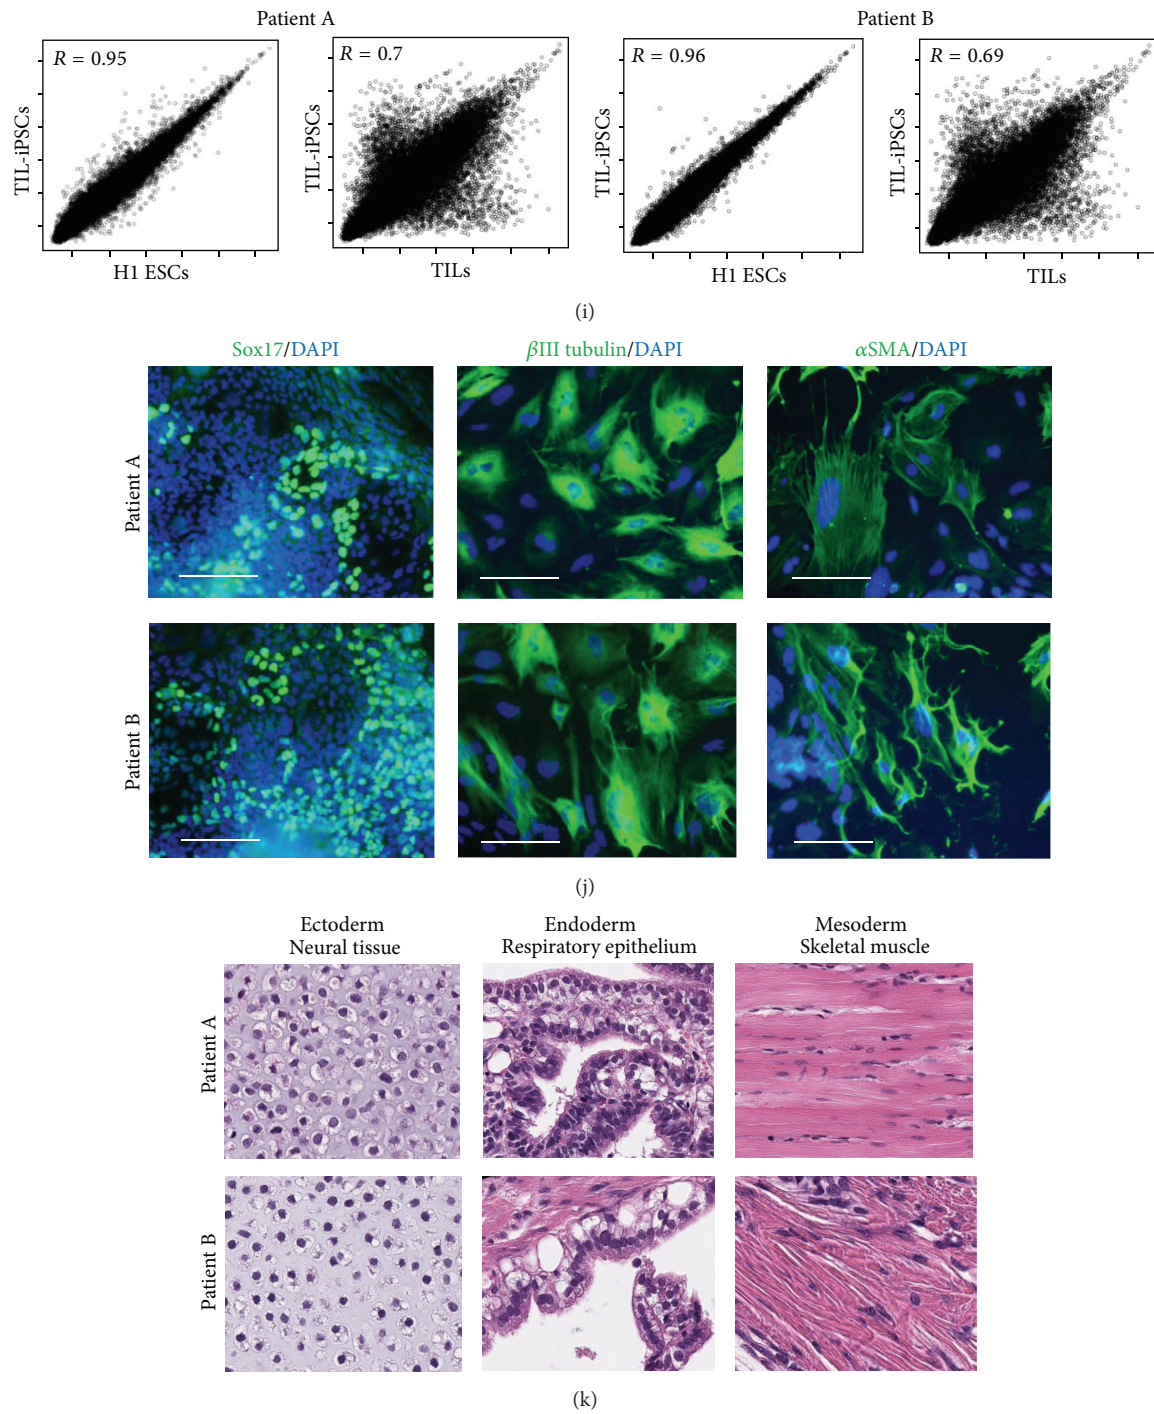 Patient A
Patient B
R = 0.95
R = 0.7
R = 0.96
R = 0.69
TIL-iPSCs
TIL-iPSCs
TIL-iPSCs
TIL-iPSCs
H1 ESCs
TILs
H1 ESCs
TILs
(i)
Sox17/DAPI
βIII tubulin/DAPI
αSMA/DAPI
Patient A
Patient B
(j)
Ectoderm
Neural tissue
Endoderm
Respiratory epithelium
Mesoderm
Skeletal muscle
Patient A
Patient B
(k)